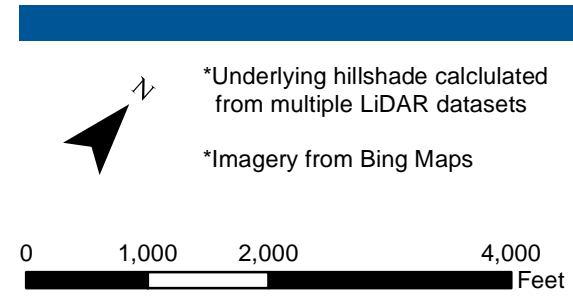 N
*Underlying hillshade calclulated
from multiple LiDAR datasets
*Imagery from Bing Maps
0 1,000 2,000 4,000
Feet